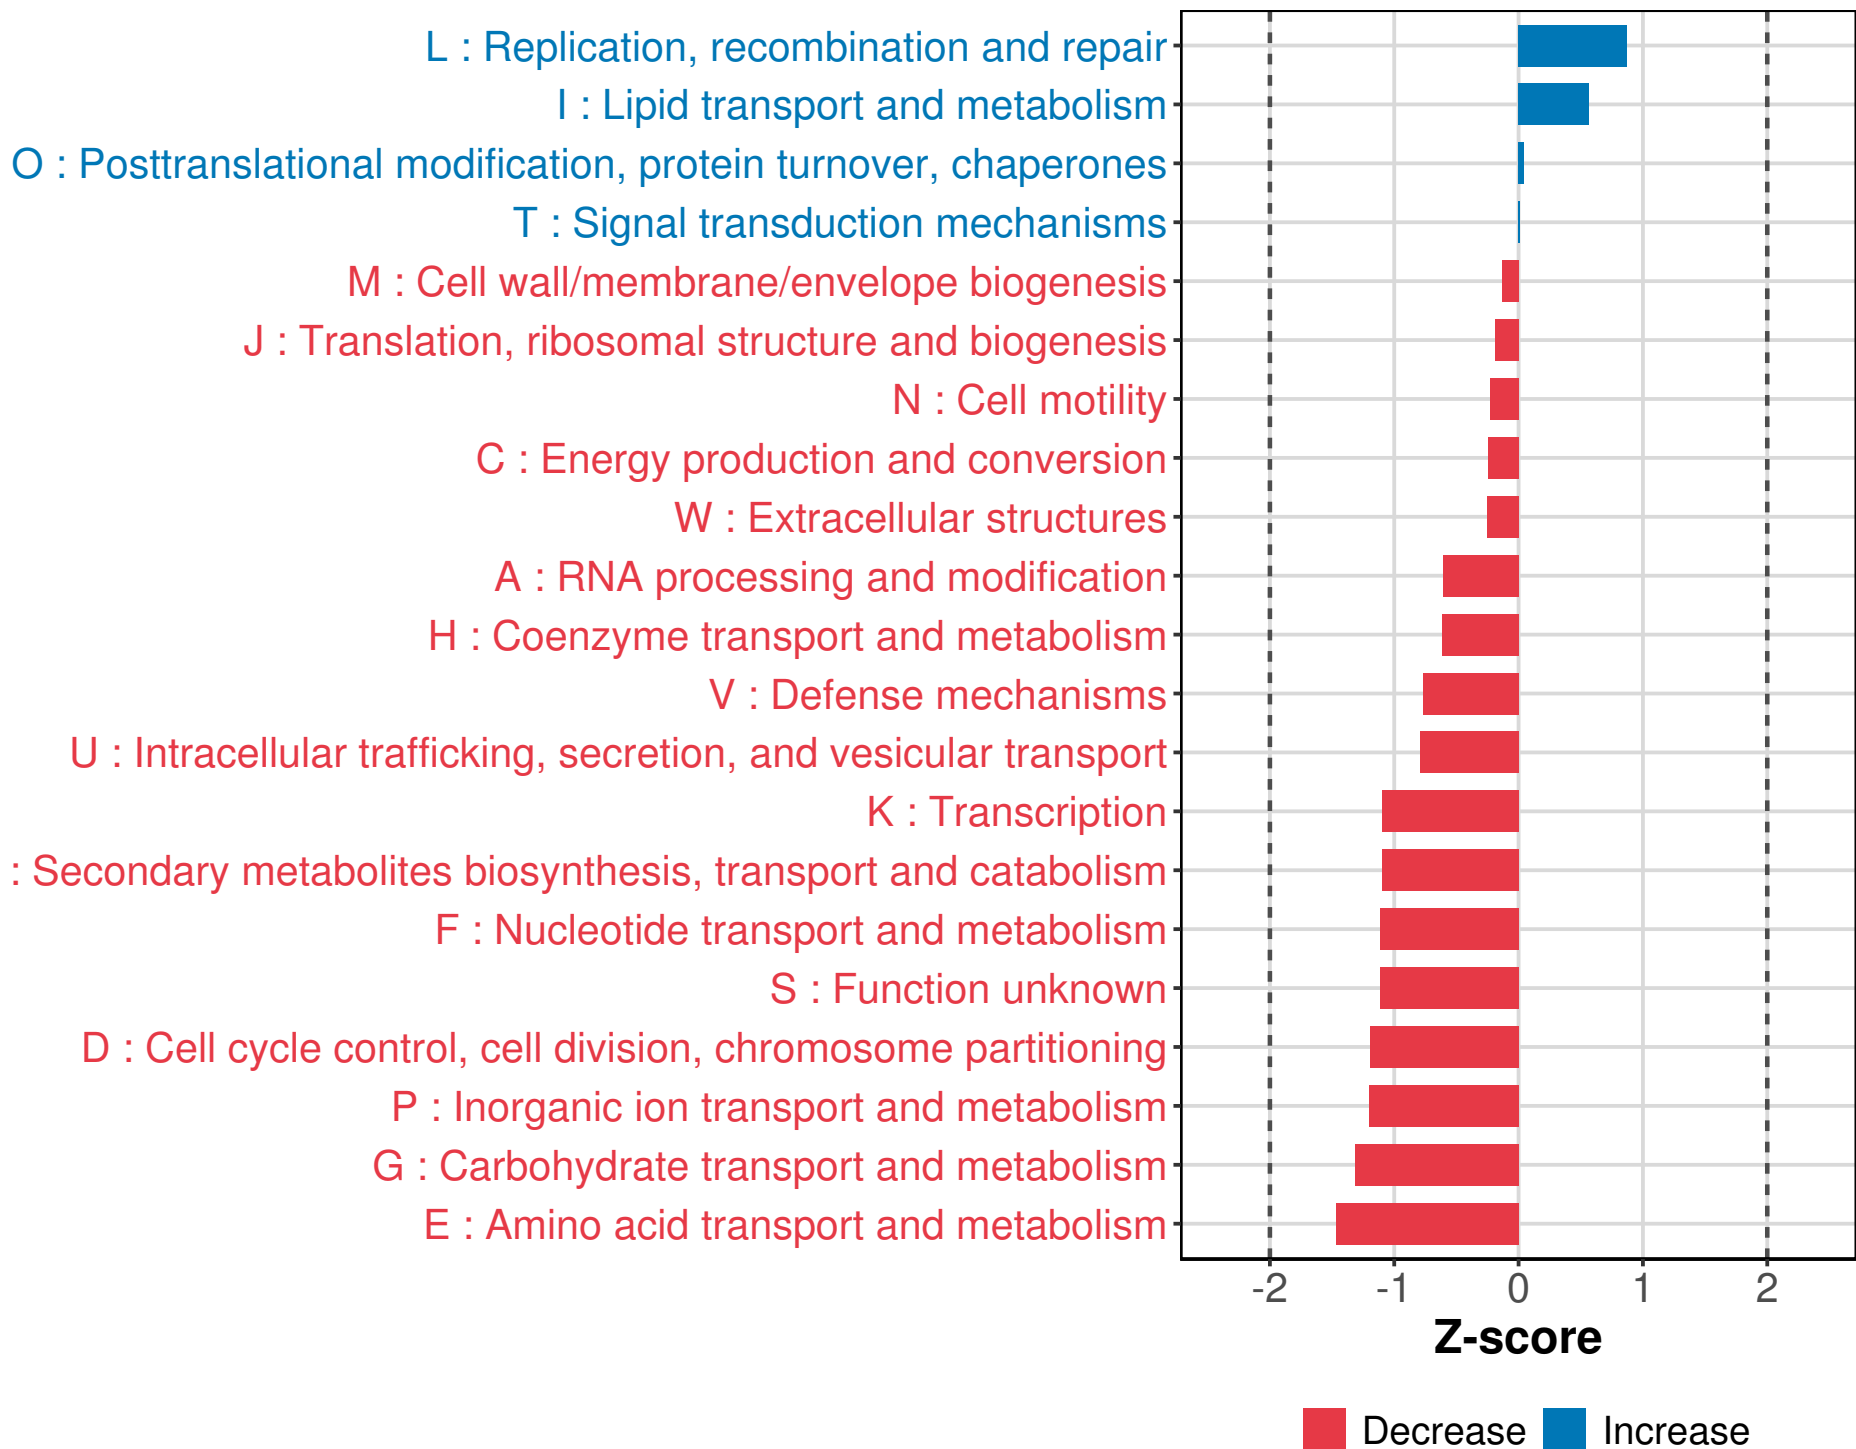 L : Replication, recombination and repair
I : Lipid transport and metabolism
O : Posttranslational modification, protein turnover, chaperones
T : Signal transduction mechanisms
M : Cell wall/membrane/envelope biogenesis
J : Translation, ribosomal structure and biogenesis
N : Cell motility
C : Energy production and conversion
W : Extracellular structures
A : RNA processing and modification
H : Coenzyme transport and metabolism
V : Defense mechanisms
U : Intracellular trafficking, secretion, and vesicular transport
K : Transcription
: Secondary metabolites biosynthesis, transport and catabolism
F : Nucleotide transport and metabolism
S : Function unknown
D : Cell cycle control, cell division, chromosome partitioning
P : Inorganic ion transport and metabolism
G : Carbohydrate transport and metabolism
E : Amino acid transport and metabolism
-2 -1 0 1 2
Z-score
Decrease Increase